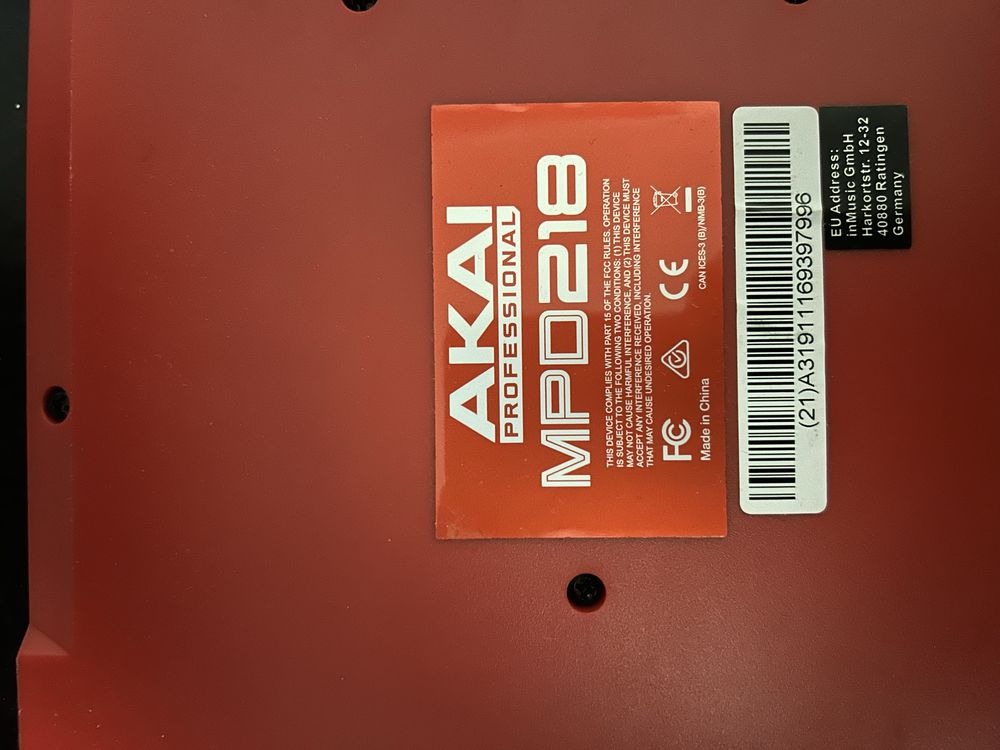 AKAI
PROFESSIONAL
MPD218
THIS DEVICE COMPLIES WITH PART 15 OF THE FCC RULES. OPERATION
IS SUBJECT TO THE FOLLOWING TWO CONDITIONS: (1) THIS DEVICE
MAY NOT CAUSE HARMFUL INTERFERENCE, AND (2) THIS DEVICE MUST
ACCEPT ANY INTERFERENCE RECEIVED, INCLUDING INTERFERENCE
THAT MAY CAUSE UNDESIRED OPERATION.
FC CE
Made in China CAN ICES-3 (B)/NMB-3(B)
(21)A319111169397996
EU Address:
inMusic GmbH
Harkortstr. 12-32
40880 Ratingen
Germany